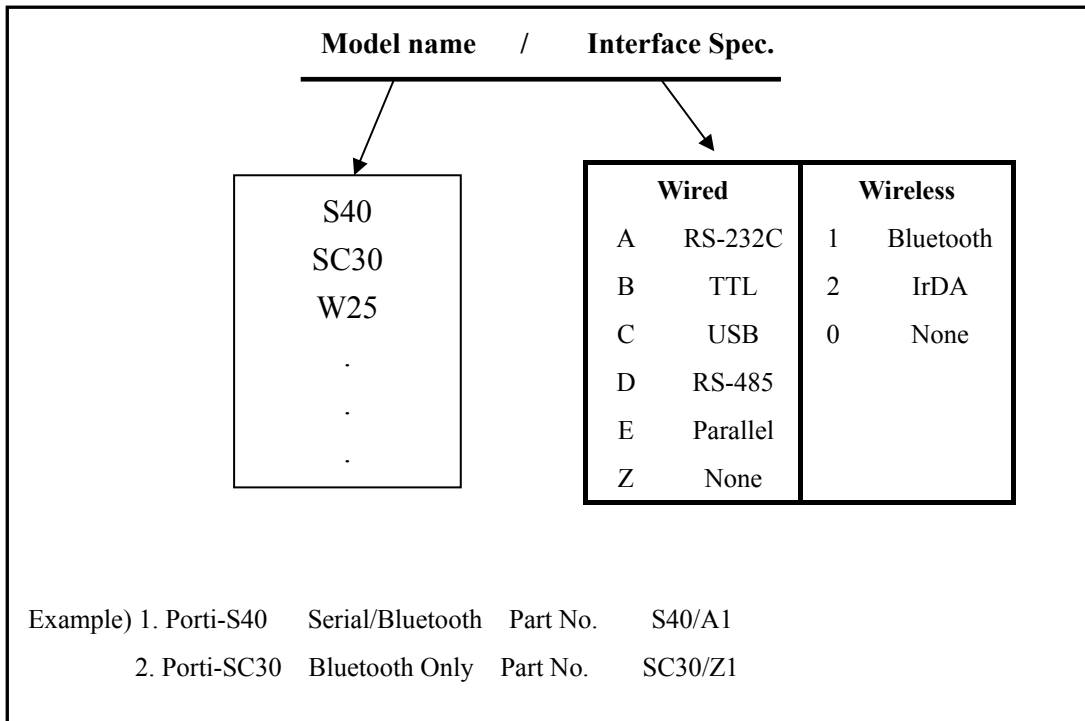 Model name / Interface Spec.
S40
SC30
W25
.
.
.
Wired Wireless
A RS-232C 1 Bluetooth
B TTL 2 IrDA
C USB 0 None
D RS-485
E Parallel
Z None
Example) 1. Porti-S40 Serial/Bluetooth Part No. S40/A1
2. Porti-SC30 Bluetooth Only Part No. SC30/Z1